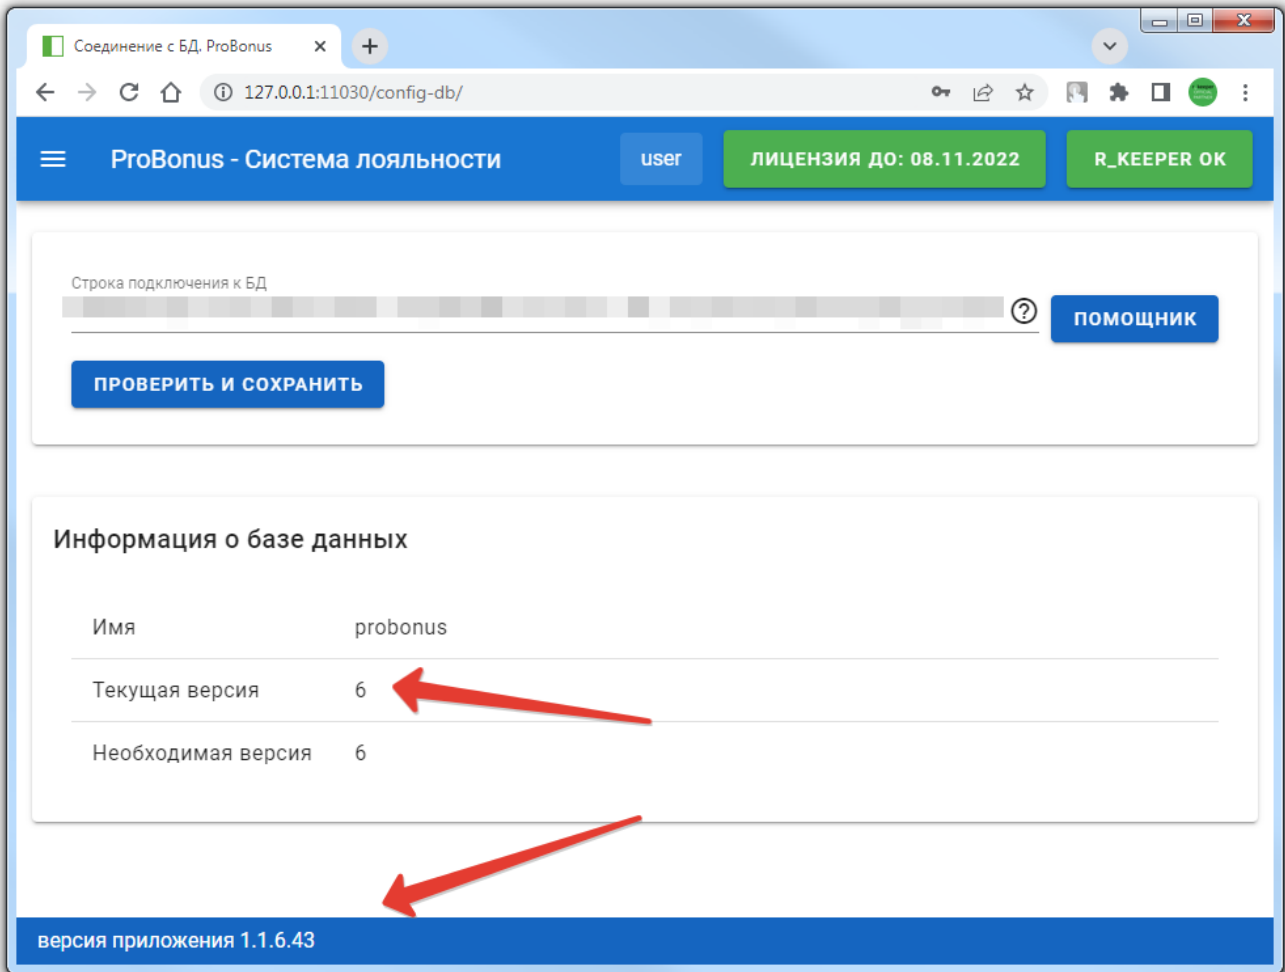 Соединение с БД. ProBonus
127.0.0.1:11030/config-db/
ProBonus - Система лояльности
user
ЛИЦЕНЗИЯ ДО: 08.11.2022
R_KEEPER OK
Строка подключения к БД
ПОМОЩНИК
ПРОВЕРИТЬ И СОХРАНИТЬ
Информация о базе данных
Имя probonus
Текущая версия 6
Необходимая версия 6
версия приложения 1.1.6.43